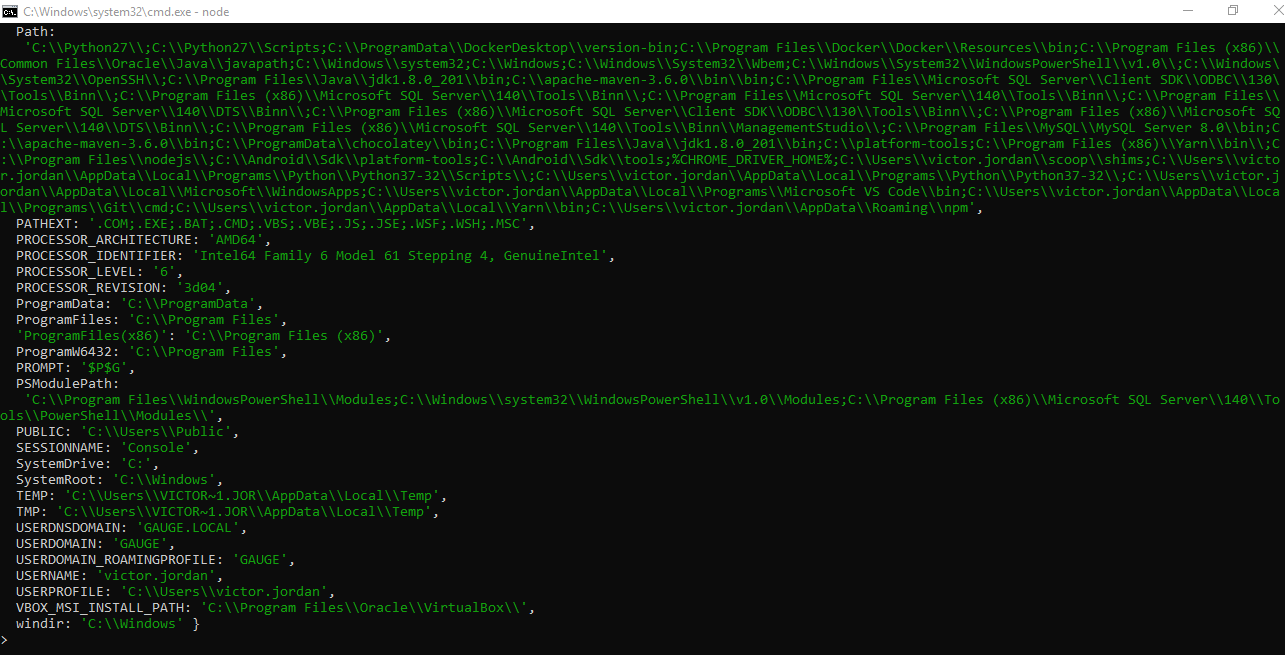 C:\Windows\system32\cmd.exe - node
Path:
'C:\\Python27\\;C:\\Python27\\Scripts;C:\\ProgramData\\DockerDesktop\\version-bin;C:\\Program Files\\Docker\\Docker\\Resources\\bin;C:\\Program Files (x86)\\
Common Files\\Oracle\\Java\\javapath;C:\\Windows\\system32;C:\\Windows;C:\\Windows\\System32\\Wbem;C:\\Windows\\System32\\WindowsPowerShell\\v1.0\\;C:\\Windows\
\System32\\OpenSSH\\;C:\\Program Files\\Java\\jdk1.8.0_201\\bin;C:\\apache-maven-3.6.0\\bin\\bin;C:\\Program Files\\Microsoft SQL Server\\Client SDK\\ODBC\\130\
\Tools\\Binn\\;C:\\Program Files (x86)\\Microsoft SQL Server\\140\\Tools\\Binn\\;C:\\Program Files\\Microsoft SQL Server\\140\\Tools\\Binn\\;C:\\Program Files\\
Microsoft SQL Server\\140\\DTS\\Binn\\;C:\\Program Files (x86)\\Microsoft SQL Server\\Client SDK\\ODBC\\130\\Tools\\Binn\\;C:\\Program Files (x86)\\Microsoft SQ
L Server\\140\\DTS\\Binn\\;C:\\Program Files (x86)\\Microsoft SQL Server\\140\\Tools\\Binn\\ManagementStudio\\;C:\\Program Files\\MySQL\\MySQL Server 8.0\\bin;C
:\\apache-maven-3.6.0\\bin;C:\\ProgramData\\chocolatey\\bin;C:\\Program Files\\Java\\jdk1.8.0_201\\bin;C:\\platform-tools;C:\\Program Files (x86)\\Yarn\\bin\\;C
:\\Program Files\\nodejs\\;C:\\Android\\Sdk\\platform-tools;C:\\Android\\Sdk\\tools;%CHROME_DRIVER_HOME%;C:\\Users\\victor.jordan\\scoop\\shims;C:\\Users\\victo
r.jordan\\AppData\\Local\\Programs\\Python\\Python37-32\\Scripts\\;C:\\Users\\victor.jordan\\AppData\\Local\\Programs\\Python\\Python37-32\\;C:\\Users\\victor.j
ordan\\AppData\\Local\\Microsoft\\WindowsApps;C:\\Users\\victor.jordan\\AppData\\Local\\Programs\\Microsoft VS Code\\bin;C:\\Users\\victor.jordan\\AppData\\Loca
l\\Programs\\Git\\cmd;C:\\Users\\victor.jordan\\AppData\\Local\\Yarn\\bin;C:\\Users\\victor.jordan\\AppData\\Roaming\\npm',
PATHEXT: '.COM;.EXE;.BAT;.CMD;.VBS;.VBE;.JS;.JSE;.WSF;.WSH;.MSC',
PROCESSOR_ARCHITECTURE: 'AMD64',
PROCESSOR_IDENTIFIER: 'Intel64 Family 6 Model 61 Stepping 4, GenuineIntel',
PROCESSOR_LEVEL: '6',
PROCESSOR_REVISION: '3d04',
ProgramData: 'C:\\ProgramData',
ProgramFiles: 'C:\\Program Files',
'ProgramFiles(x86)': 'C:\\Program Files (x86)',
ProgramW6432: 'C:\\Program Files',
PROMPT: '$P$G',
PSModulePath:
'C:\\Program Files\\WindowsPowerShell\\Modules;C:\\Windows\\system32\\WindowsPowerShell\\v1.0\\Modules;C:\\Program Files (x86)\\Microsoft SQL Server\\140\\To
ols\\PowerShell\\Modules\\',
PUBLIC: 'C:\\Users\\Public',
SESSIONNAME: 'Console',
SystemDrive: 'C:',
SystemRoot: 'C:\\Windows',
TEMP: 'C:\\Users\\VICTOR~1.JOR\\AppData\\Local\\Temp',
TMP: 'C:\\Users\\VICTOR~1.JOR\\AppData\\Local\\Temp',
USERDNSDOMAIN: 'GAUGE.LOCAL',
USERDOMAIN: 'GAUGE',
USERDOMAIN_ROAMINGPROFILE: 'GAUGE',
USERNAME: 'victor.jordan',
USERPROFILE: 'C:\\Users\\victor.jordan',
VBOX_MSI_INSTALL_PATH: 'C:\\Program Files\\Oracle\\VirtualBox\\',
windir: 'C:\\Windows' }
>